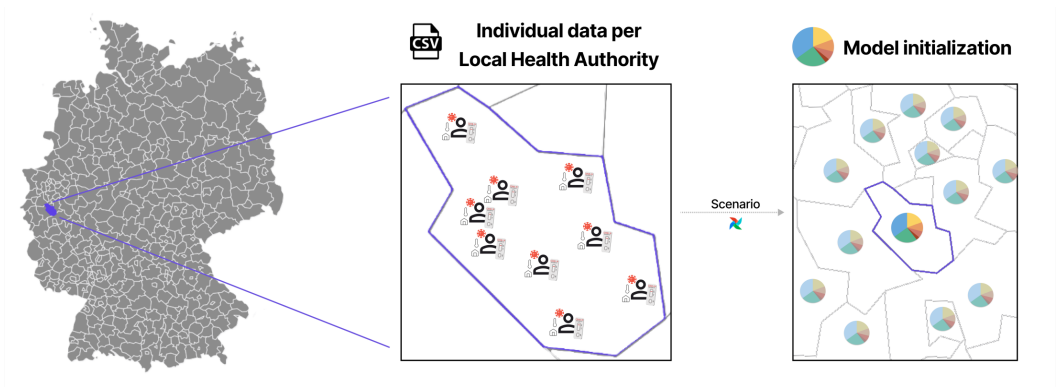 CSV
Individual data per
Local Health Authority
Model initialization
Scenario